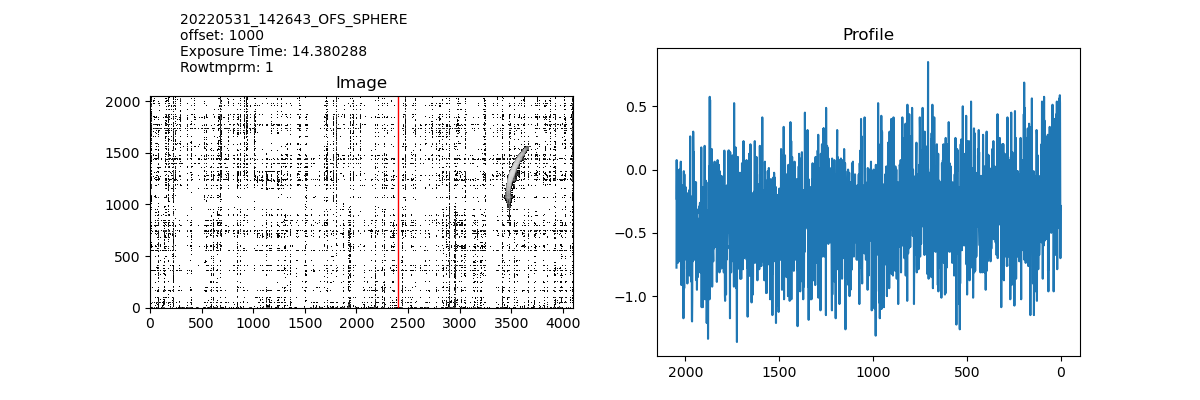 20220531_142643_OFS_SPHERE
offset: 1000
Exposure Time: 14.380288
Rowtmprm: 1
Image
2000
1500
1000
500
0
0 500 1000 1500 2000 2500 3000 3500 4000
Profile
0.5
0.0
−0.5
−1.0
2000 1500 1000 500 0